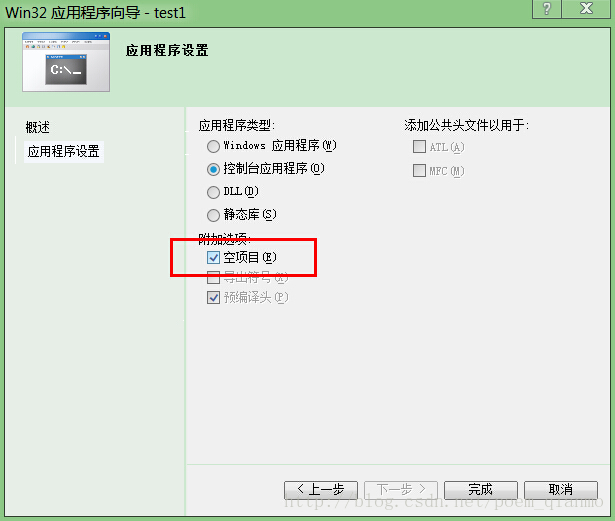 Win32 应用程序向导 - test1
?
C:\_
应用程序设置
概述
应用程序设置
应用程序类型:
Windows 应用程序(W)
控制台应用程序(O)
DLL(D)
静态库(S)
附加选项:
空项目(E)
导出符号(X)
预编译头(P)
添加公共头文件以用于:
ATL(A)
MFC(M)
< 上一步
下一步 >
完成
取消
http://blog.csdn.net/poem_qianmo